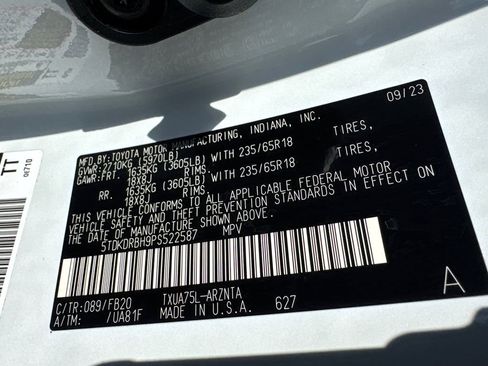 09/23
MFD. BY: TOYOTA MOTOR MANUFACTURING, INDIANA, INC.
GVWR: 2710KG (5970LB)
GAWR: FRT. 1635KG (3605LB) WITH 235/65R18 TIRES,
18X8J RIMS,
RR. 1635KG (3605LB) WITH 235/65R18 TIRES,
18X8J RIMS.
THIS VEHICLE CONFORMS TO ALL APPLICABLE FEDERAL MOTOR
VEHICLE SAFETY AND THEFT PREVENTION STANDARDS IN EFFECT ON
THE DATE OF MANUFACTURE SHOWN ABOVE.
5TDKDRBH9PS522587 MPV
C/TR: 089/FB20 TXUA75L-ARZNTA
A/TM: /UA81F MADE IN U.S.A. 627
A
TT